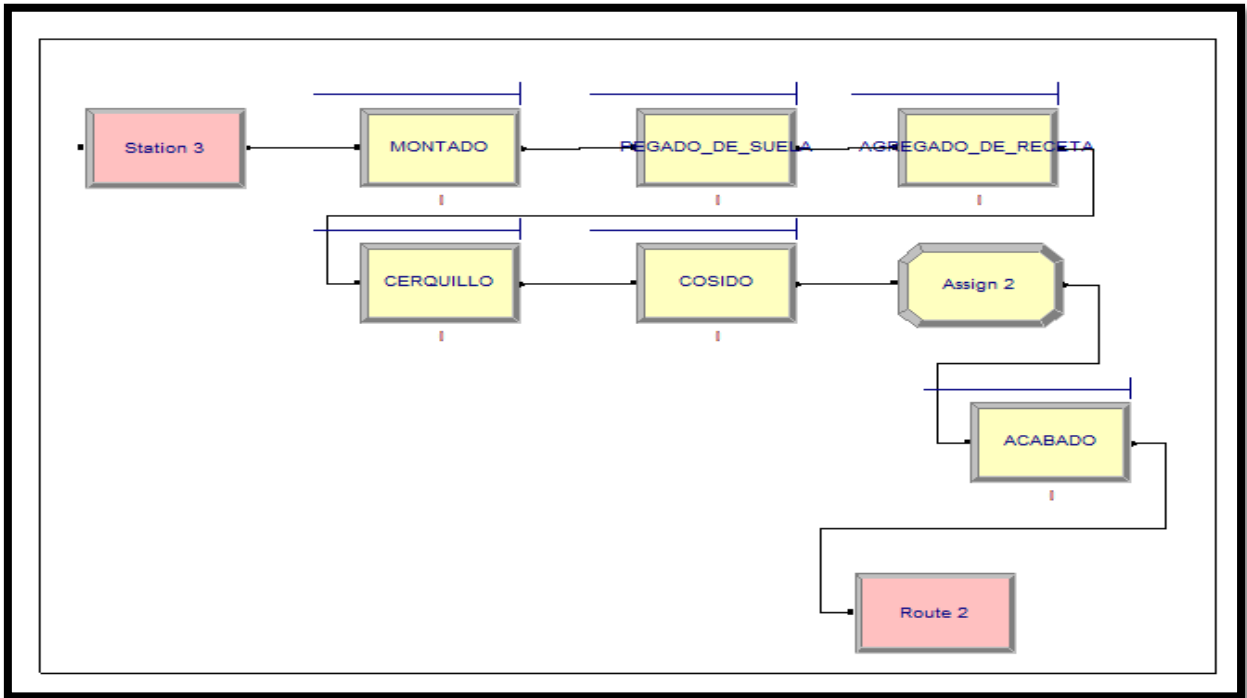 Station 3
MONTADO
PEGADO_DE_SUELA
AGREGADO_DE_RECETA
CERQUILLO
COSIDO
Assign 2
ACABADO
Route 2